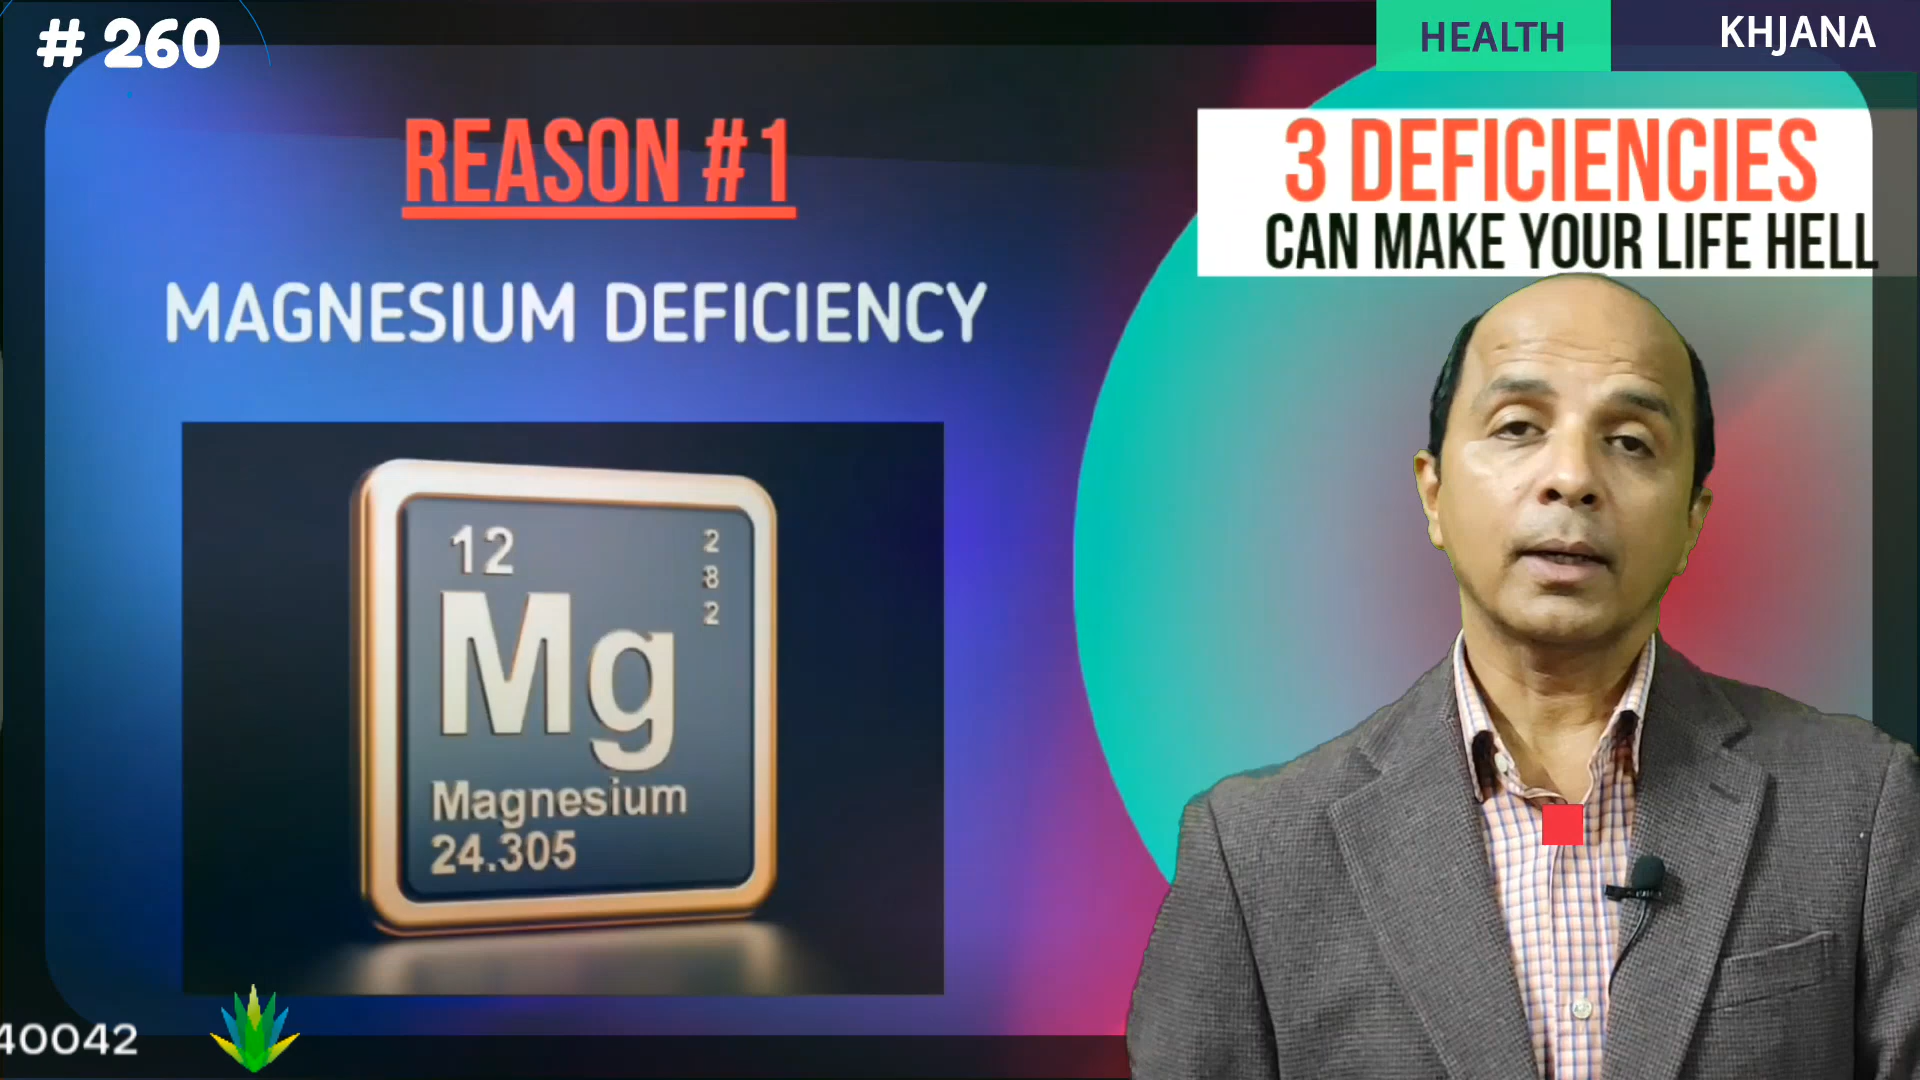 # 260
HEALTH
KHJANA
REASON #1
3 DEFICIENCIES
CAN MAKE YOUR LIFE HELL
MAGNESIUM DEFICIENCY
12
2
8
2
Mg
Magnesium
24.305
40042